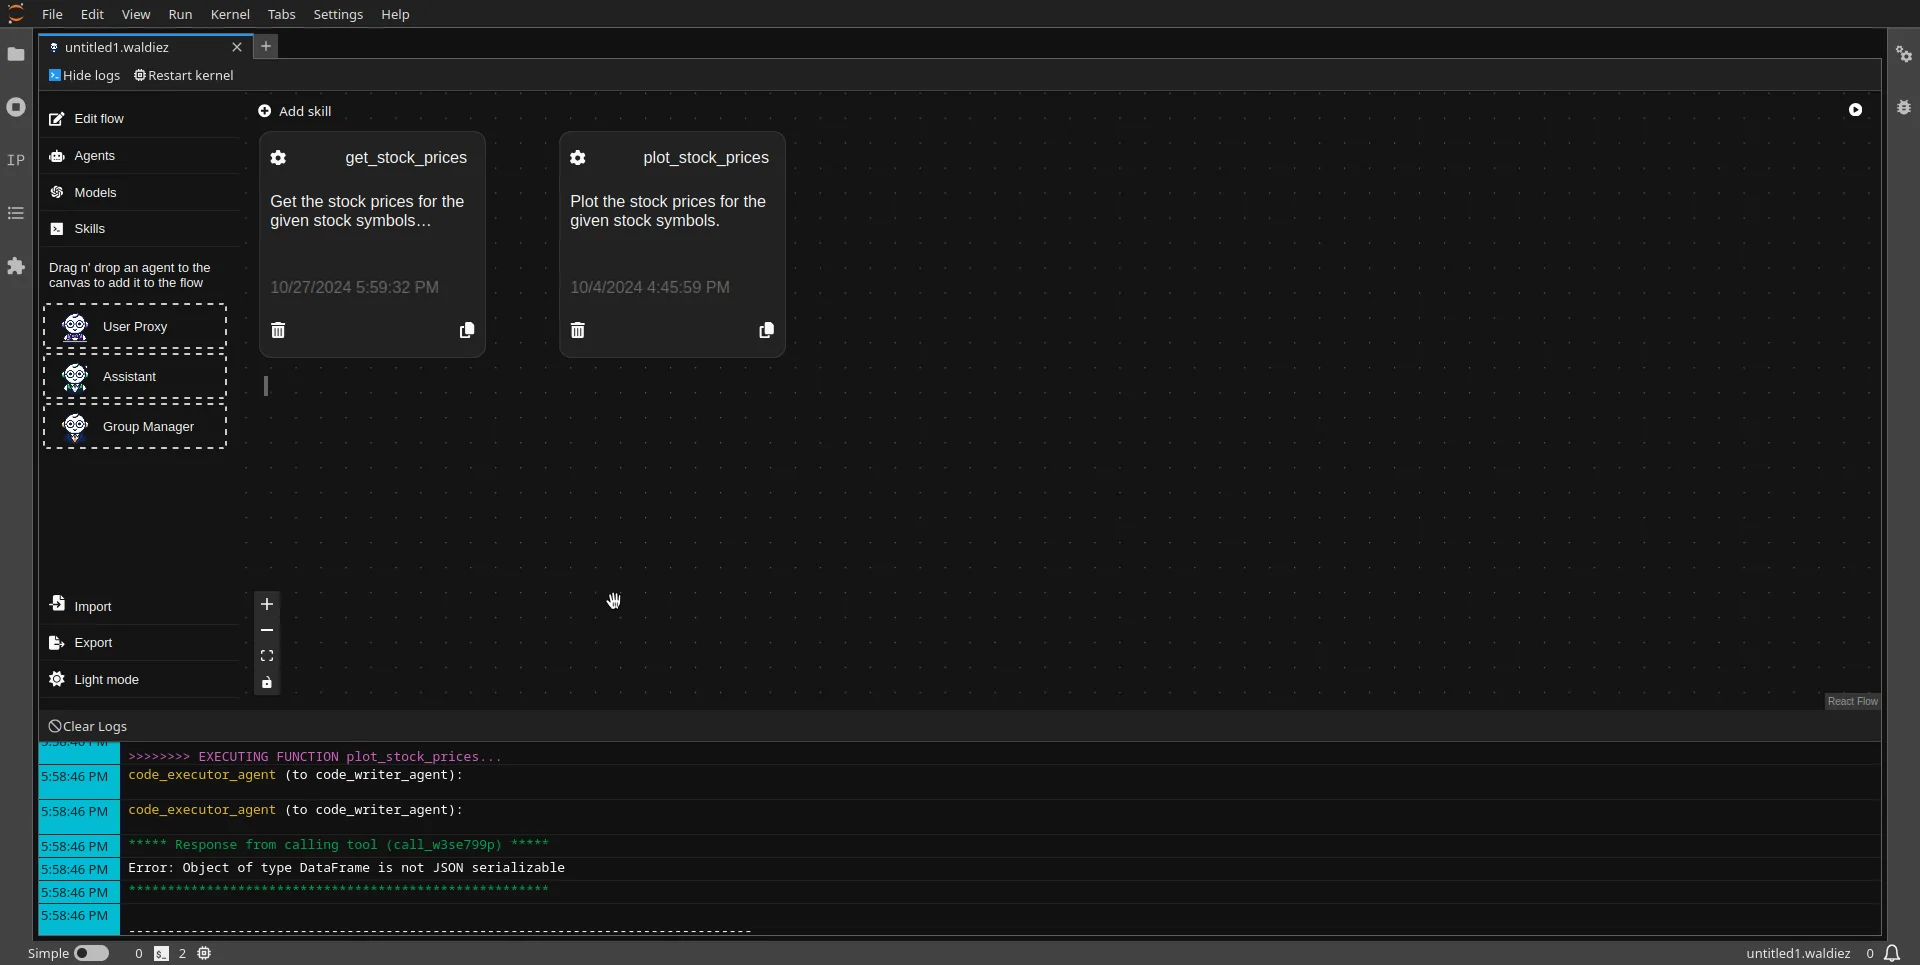 File Edit View Run Kernel Tabs Settings Help
untitled1.waldiez
Hide logs Restart kernel
Edit flow
Agents
Models
Skills
Drag n' drop an agent to the
canvas to add it to the flow
User Proxy
Assistant
Group Manager
Import
Export
Light mode
IP
Add skill
get_stock_prices
Get the stock prices for the
given stock symbols...
10/27/2024 5:59:32 PM
plot_stock_prices
Plot the stock prices for the
given stock symbols.
10/4/2024 4:45:59 PM
React Flow
Clear Logs
5:58:46 PM
>>>>>>>> EXECUTING FUNCTION plot_stock_prices...
5:58:46 PM code_executor_agent (to code_writer_agent):
5:58:46 PM code_executor_agent (to code_writer_agent):
5:58:46 PM ***** Response from calling tool (call_w3se799p) *****
5:58:46 PM Error: Object of type DataFrame is not JSON serializable
5:58:46 PM ******************************************************
5:58:46 PM
--------------------------------------------------------------------------------
Simple 0 $_ 2 untitled1.waldiez 0